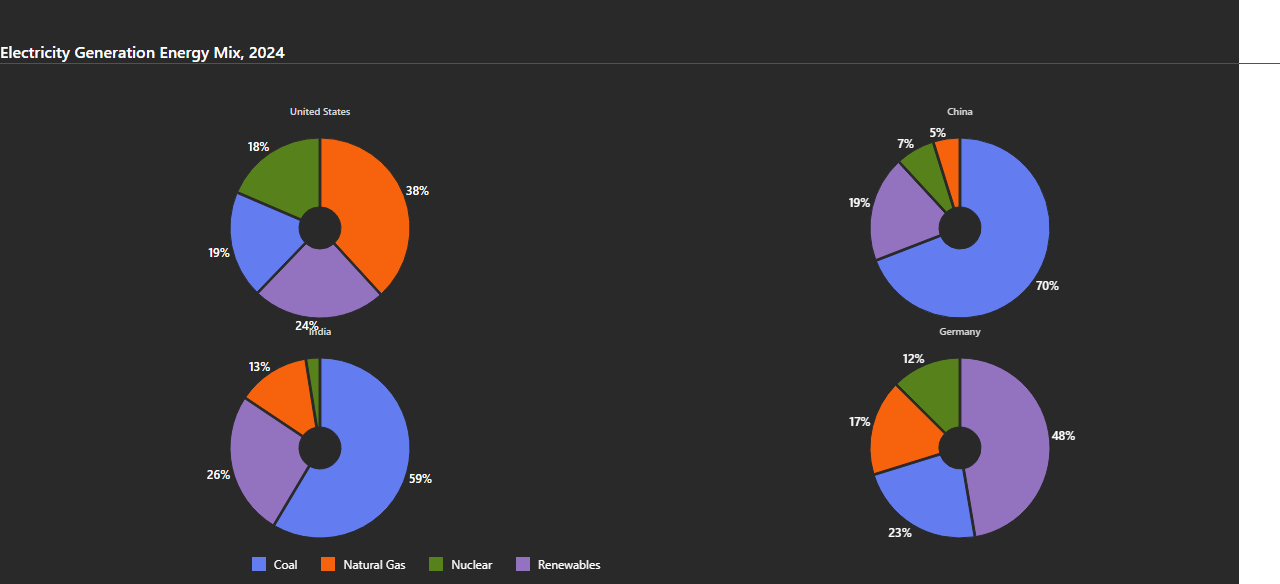 Electricity Generation Energy Mix, 2024
United States
China
18%
38%
19%
24%
5%
7%
19%
70%
India
Germany
13%
26%
59%
12%
17%
48%
23%
Coal Natural Gas Nuclear Renewables